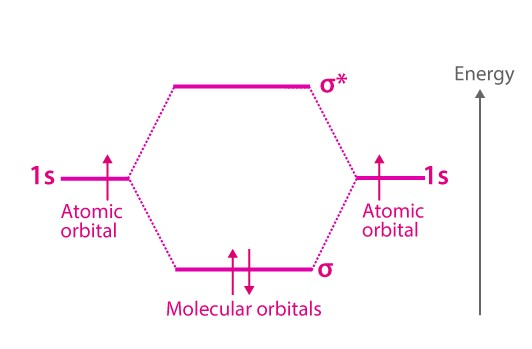 σ*
Energy
1s
1s
Atomic
orbital
Atomic
orbital
σ
Molecular orbitals